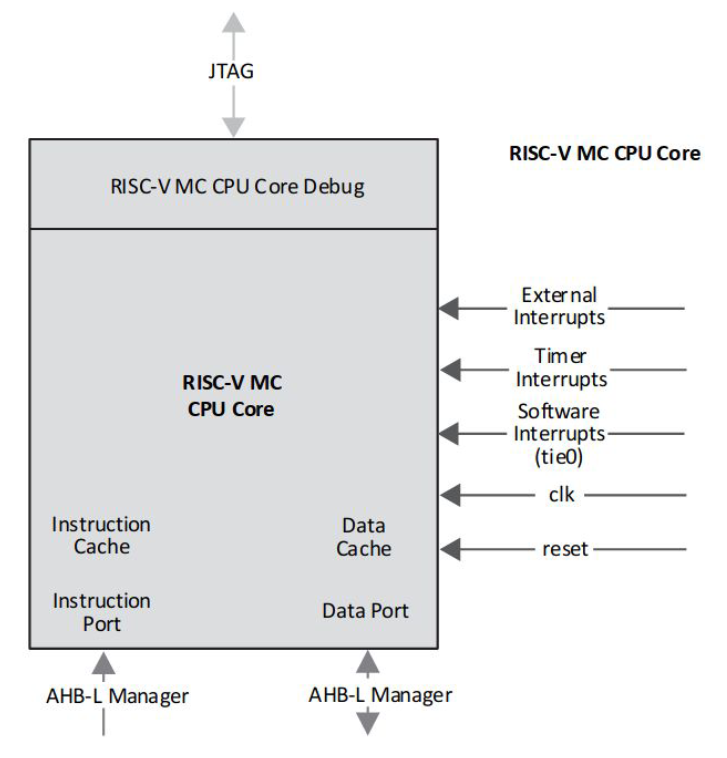 JTAG
RISC-V MC CPU Core
RISC-V MC CPU Core Debug
External
Interrupts
Timer
Interrupts
RISC-V MC
CPU Core
Software
Interrupts
(tie0)
clk
Instruction
Cache
Data
Cache
reset
Instruction
Port
Data Port
AHB-L Manager
AHB-L Manager